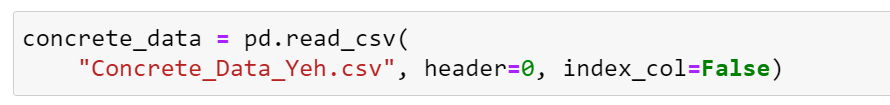 concrete_data = pd.read_csv(
    "Concrete_Data_Yeh.csv", header=0, index_col=False)